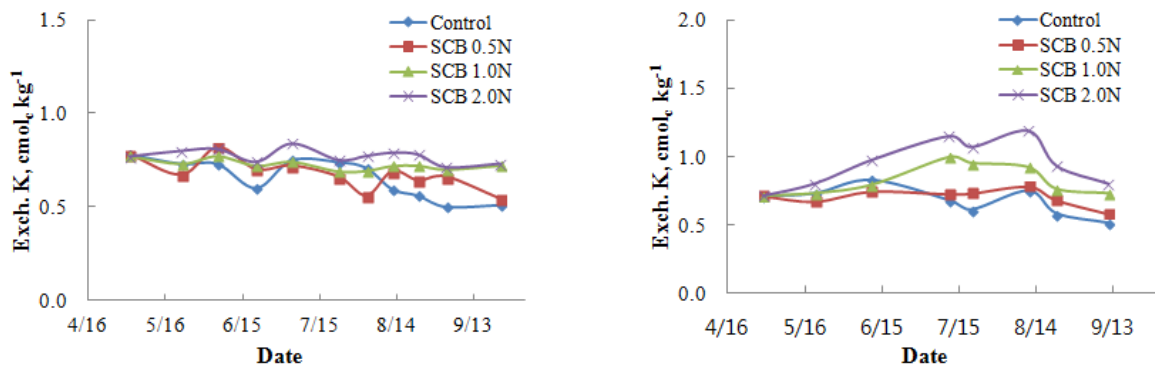 1.5
1.0
0.5
0.0
Exch. K, cmolc kg-1
Control
SCB 0.5N
SCB 1.0N
SCB 2.0N
4/16 5/16 6/15 7/15 8/14 9/13
Date
2.0
1.5
1.0
0.5
0.0
Exch. K, cmolc kg-1
Control
SCB 0.5N
SCB 1.0N
SCB 2.0N
4/16 5/16 6/15 7/15 8/14 9/13
Date